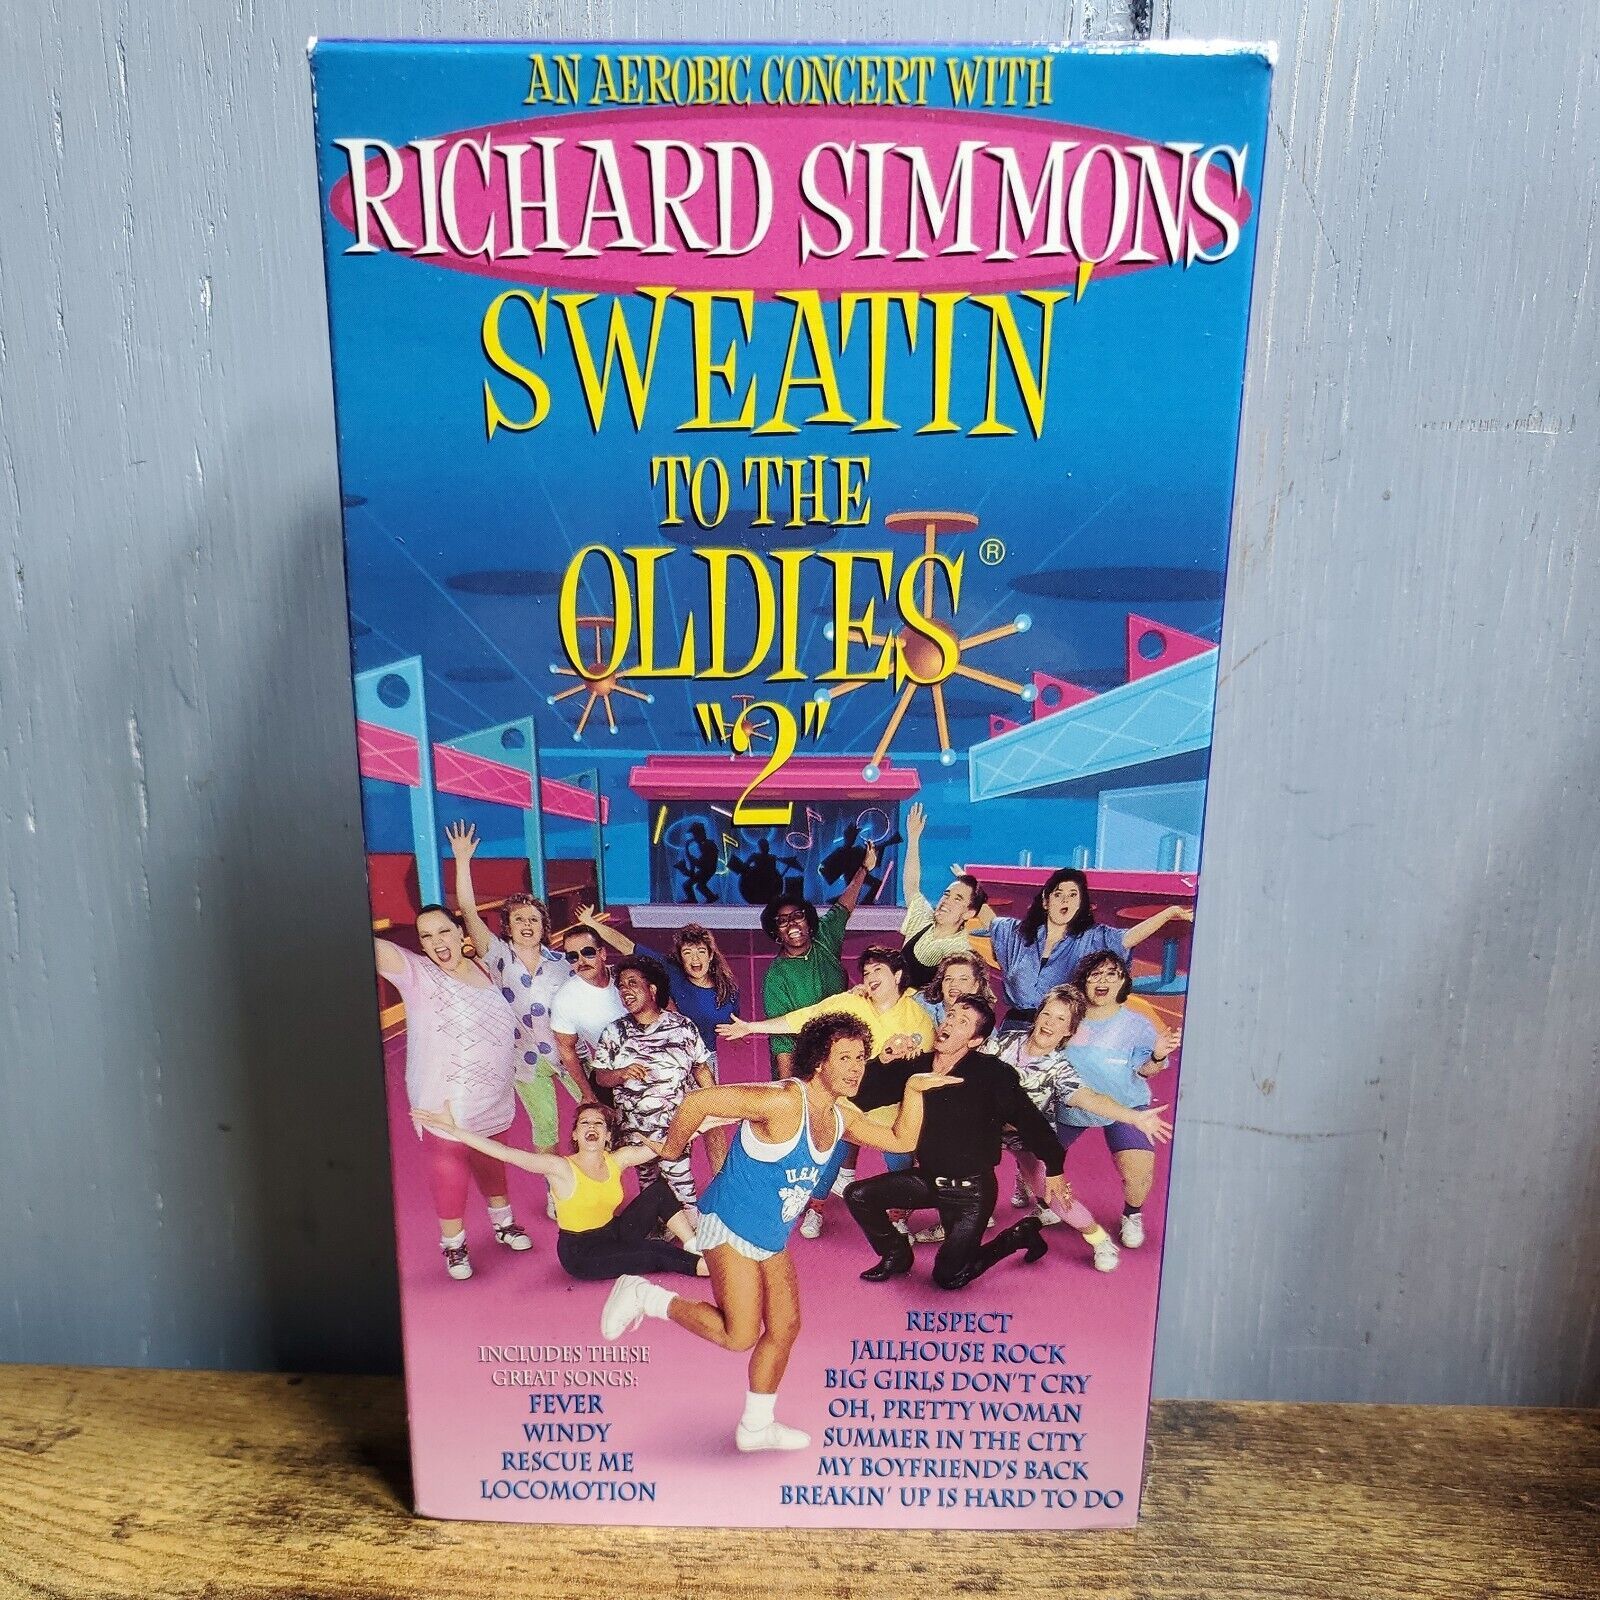 AN AEROBIC CONCERT WITH
RICHARD SIMMONS
SWEATIN'
TO THE
OLDIES®
"2"
U.S.
INCLUDES THESE
GREAT SONGS:
FEVER
WINDY
RESCUE ME
LOCOMOTION
RESPECT
JAILHOUSE ROCK
BIG GIRLS DON'T CRY
OH, PRETTY WOMAN
SUMMER IN THE CITY
MY BOYFRIEND'S BACK
BREAKIN' UP IS HARD TO DO